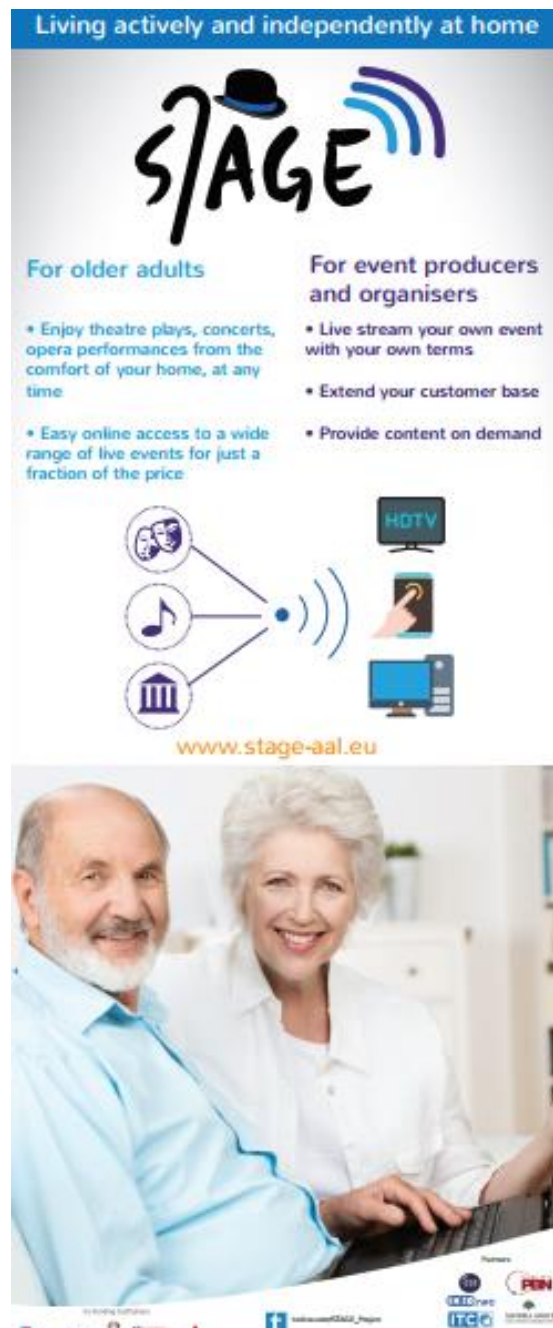 Living actively and independently at home
STAGE
For older adults
• Enjoy theatre plays, concerts,
opera performances from the
comfort of your home, at any
time
• Easy online access to a wide
range of live events for just a
fraction of the price
For event producers
and organisers
• Live stream your own event
with your own terms
• Extend your customer base
• Provide content on demand
HDTV
www.stage-aal.eu
Partners
PBN
ITC